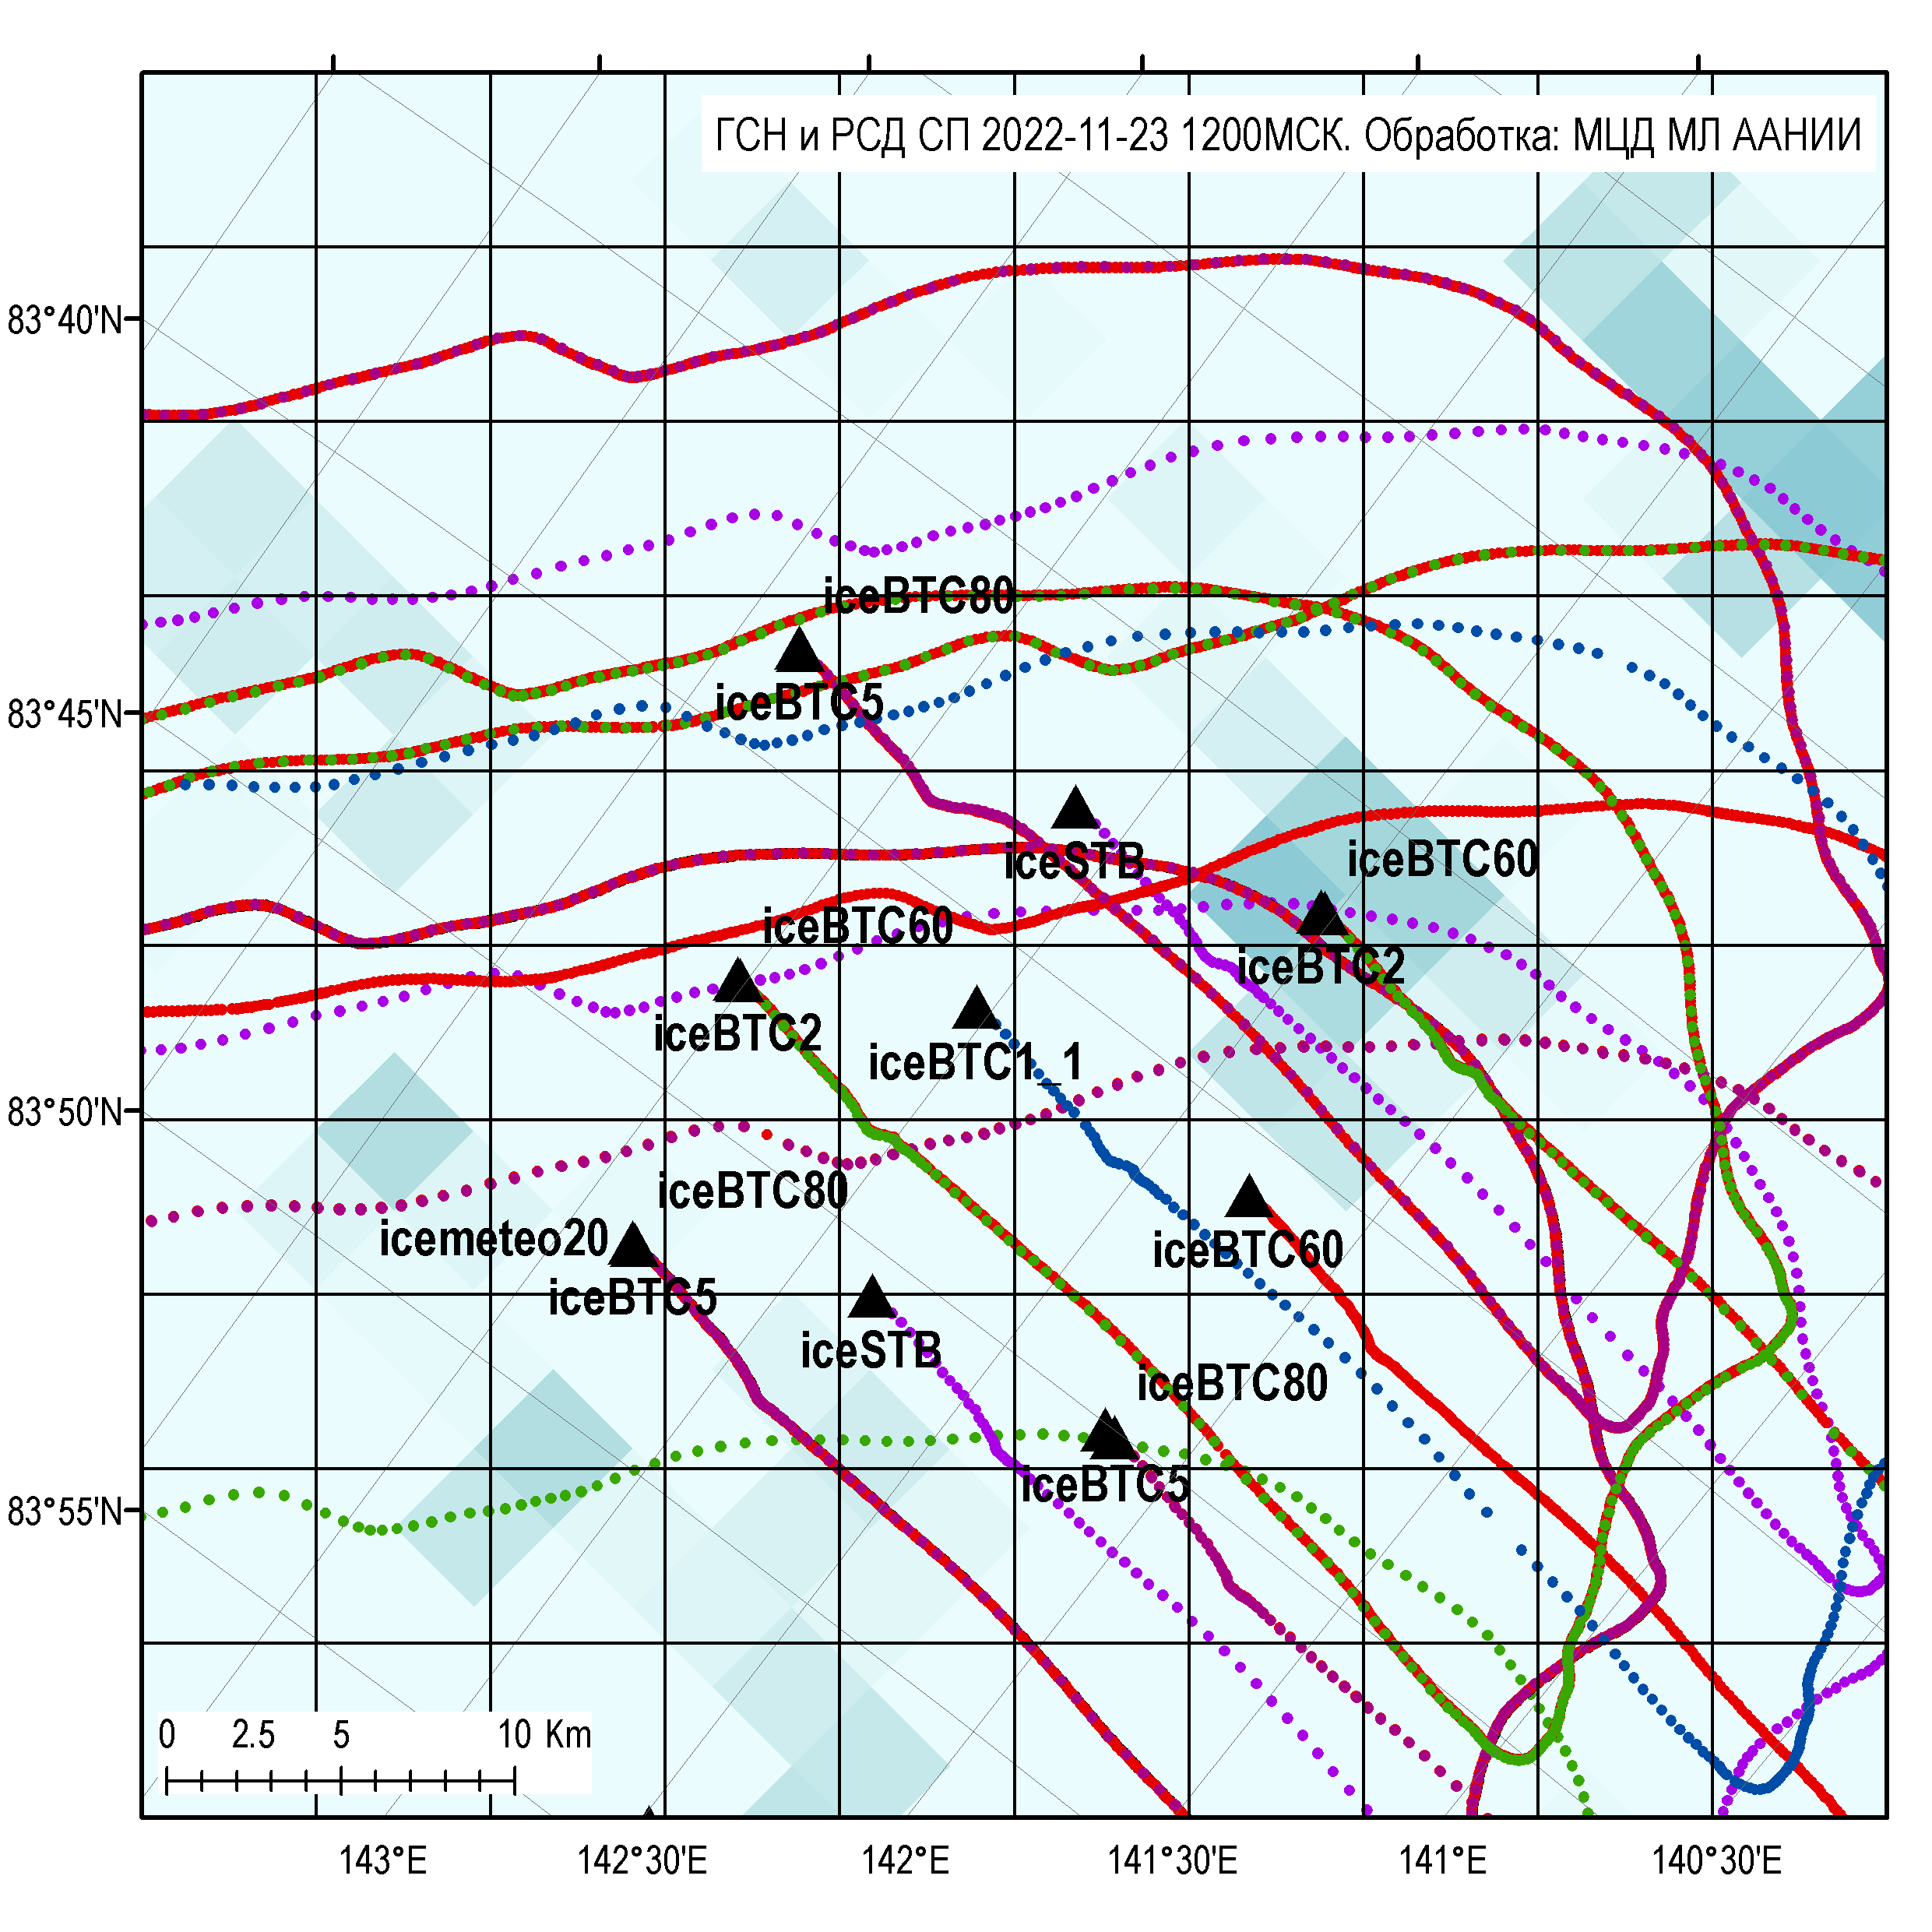 ГСН и РСД СП 2022-11-23 1200МСК. Обработка: МЦД МЛ ААНИИ
83°40'N
iceBTC80
83°45'N
iceBTC5
iceSTB
iceBTC60
iceBTC60
iceBTC2
iceBTC2
iceBTC1_1
83°50'N
iceBTC80
icemeteo20
iceBTC60
iceBTC5
iceSTB
iceBTC80
iceBTC5
83°55'N
0 2.5 5 10 Km
143°E 142°30'E 142°E 141°30'E 141°E 140°30'E